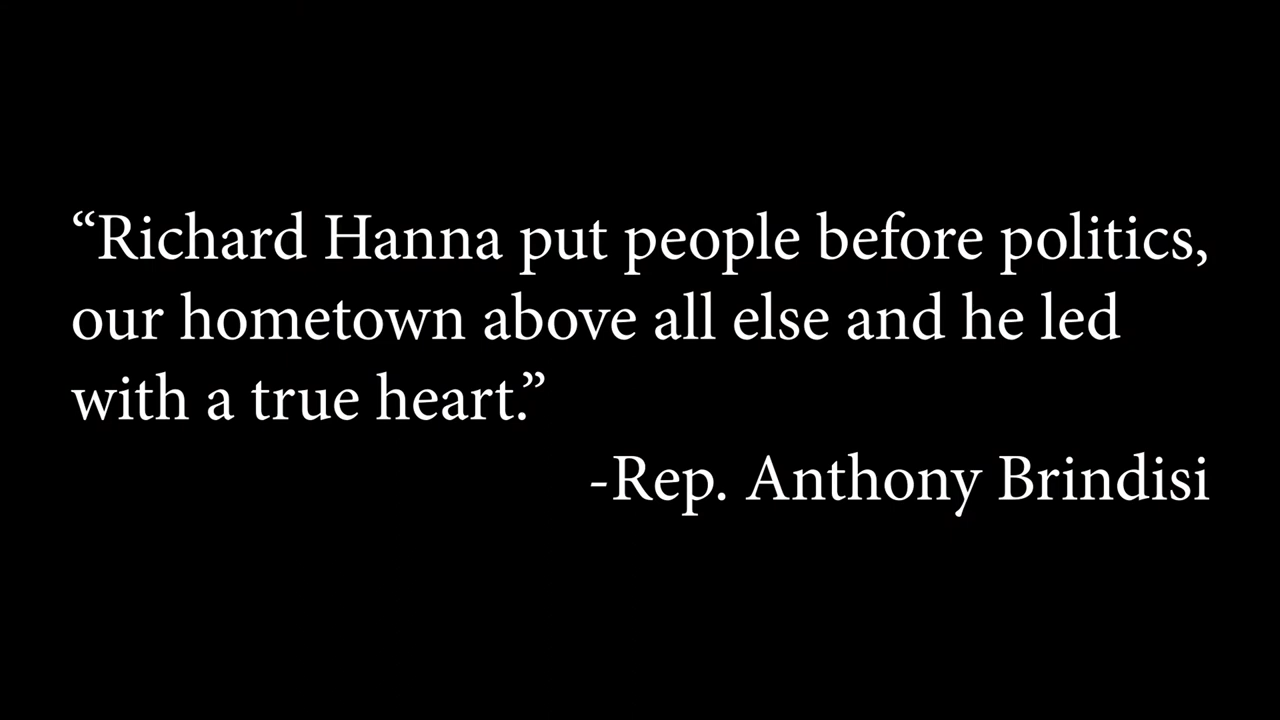 “Richard Hanna put people before politics,
our hometown above all else and he led
with a true heart.”
-Rep. Anthony Brindisi